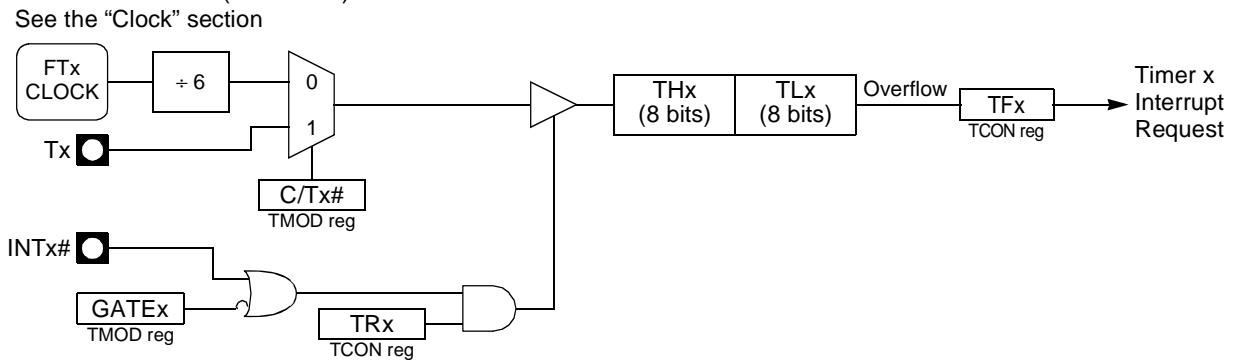 See the “Clock” section
FTx
CLOCK
÷ 6
0
1
Tx
C/Tx#
TMOD reg
THx
(8 bits)
TLx
(8 bits)
Overflow
TFx
TCON reg
Timer x
Interrupt
Request
INTx#
GATEx
TMOD reg
TRx
TCON reg